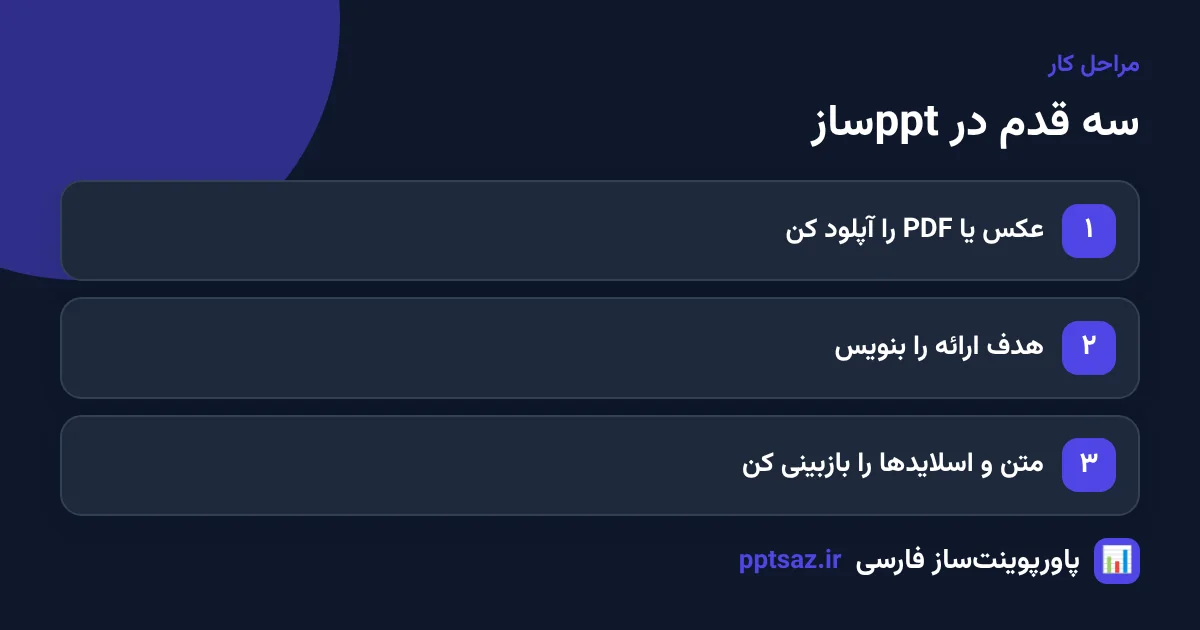 مراحل کار
سه قدم در pptساز
۱ عکس یا PDF را آپلود کن
۲ هدف ارائه را بنویس
۳ متن و اسلایدها را بازبینی کن
پاورپوینت‌ساز فارسی pptsaz.ir